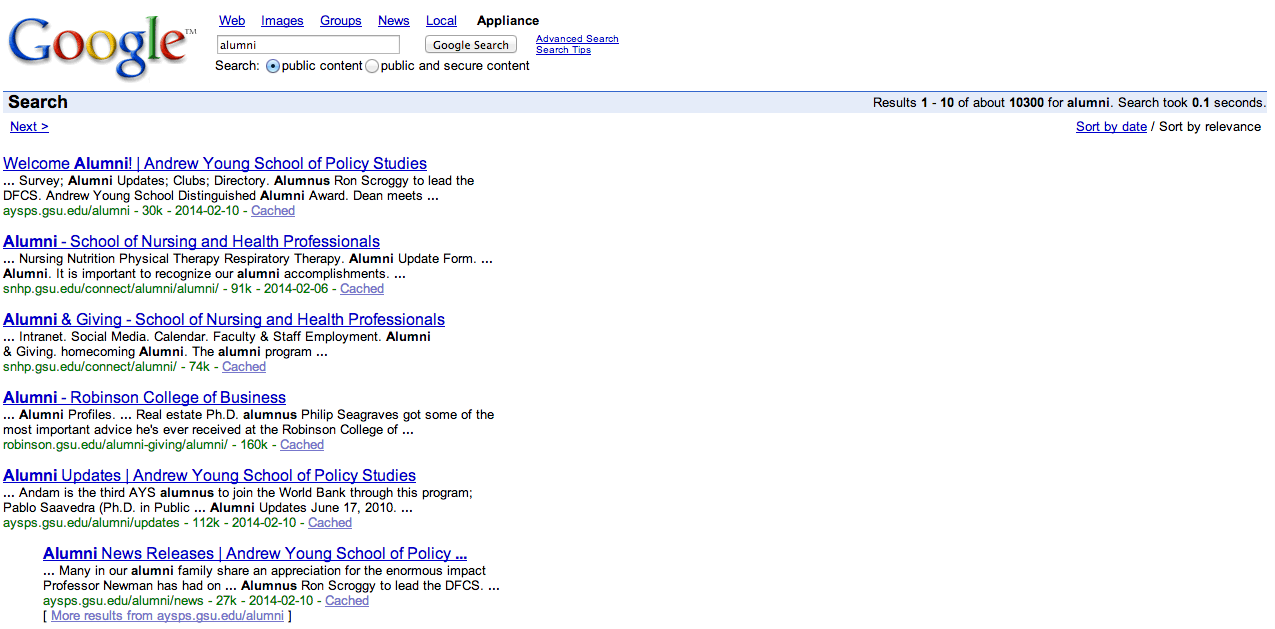 Google™
Web Images Groups News Local Appliance
alumni Google Search Advanced Search
Search Tips
Search: public content public and secure content
Search Results 1 - 10 of about 10300 for alumni. Search took 0.1 seconds.
Next > Sort by date / Sort by relevance
Welcome Alumni! | Andrew Young School of Policy Studies
... Survey; Alumni Updates; Clubs; Directory. Alumnus Ron Scroggy to lead the
DFCS. Andrew Young School Distinguished Alumni Award. Dean meets ...
aysps.gsu.edu/alumni - 30k - 2014-02-10 - Cached
Alumni - School of Nursing and Health Professionals
... Nursing Nutrition Physical Therapy Respiratory Therapy. Alumni Update Form. ...
Alumni. It is important to recognize our alumni accomplishments. ...
snhp.gsu.edu/connect/alumni/alumni/ - 91k - 2014-02-06 - Cached
Alumni & Giving - School of Nursing and Health Professionals
... Intranet. Social Media. Calendar. Faculty & Staff Employment. Alumni
& Giving. homecoming Alumni. The alumni program ...
snhp.gsu.edu/connect/alumni/ - 74k - Cached
Alumni - Robinson College of Business
... Alumni Profiles. ... Real estate Ph.D. alumnus Philip Seagraves got some of the
most important advice he's ever received at the Robinson College of ...
robinson.gsu.edu/alumni-giving/alumni/ - 160k - Cached
Alumni Updates | Andrew Young School of Policy Studies
... Andam is the third AYS alumnus to join the World Bank through this program;
Pablo Saavedra (Ph.D. in Public ... Alumni Updates June 17, 2010. ...
aysps.gsu.edu/alumni/updates - 112k - 2014-02-10 - Cached
Alumni News Releases | Andrew Young School of Policy ...
... Many in our alumni family share an appreciation for the enormous impact
Professor Newman has had on ... Alumnus Ron Scroggy to lead the DFCS. ...
aysps.gsu.edu/alumni/news - 27k - 2014-02-10 - Cached
[ More results from aysps.gsu.edu/alumni ]